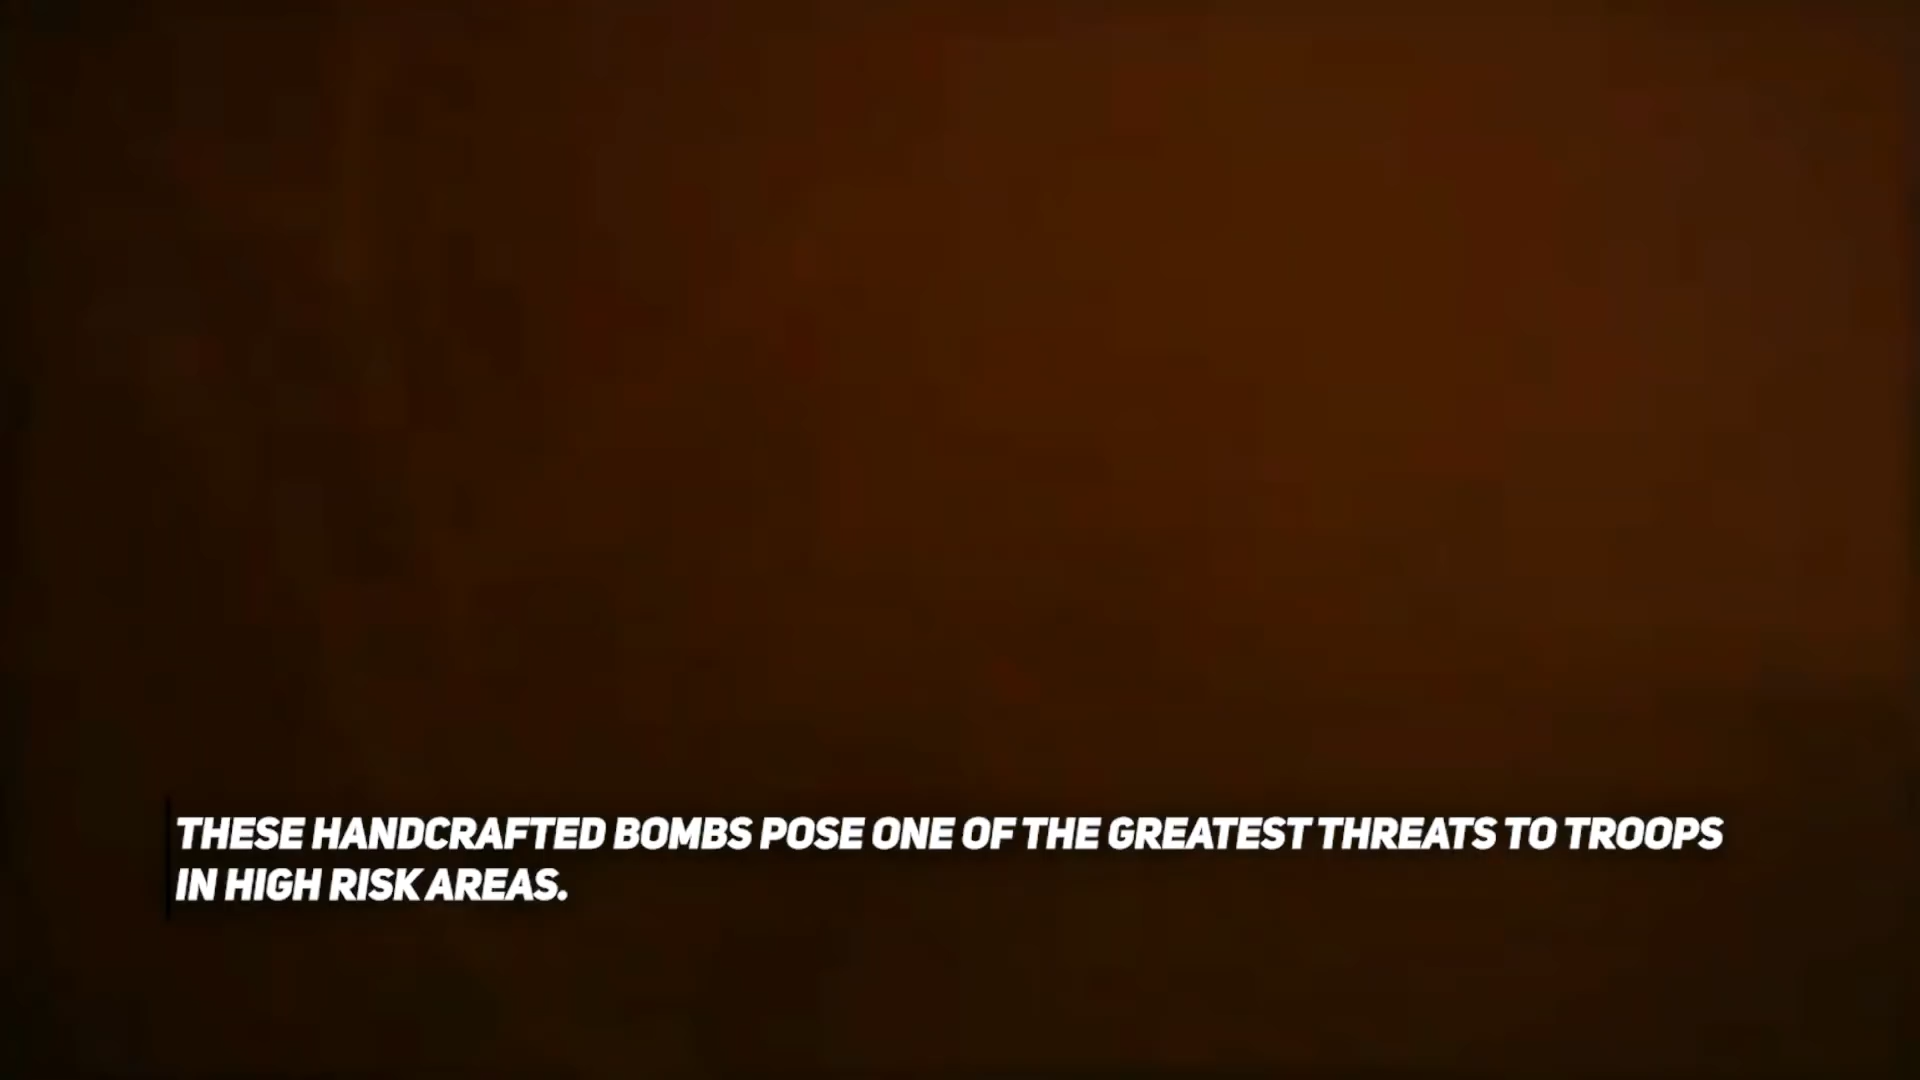 THESE HANDCRAFTED BOMBS POSE ONE OF THE GREATEST THREATS TO TROOPS
IN HIGH RISK AREAS.